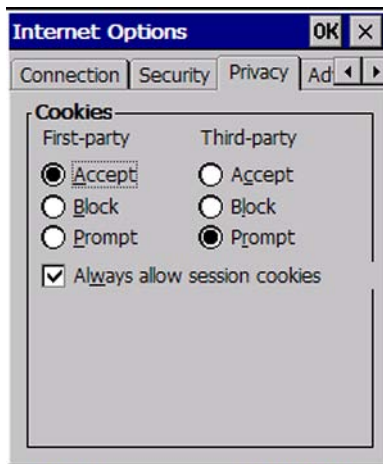 Internet Options OK ×
Connection Security Privacy Ad
Cookies
First-party Third-party
Accept Accept
Block Block
Prompt Prompt
Always allow session cookies